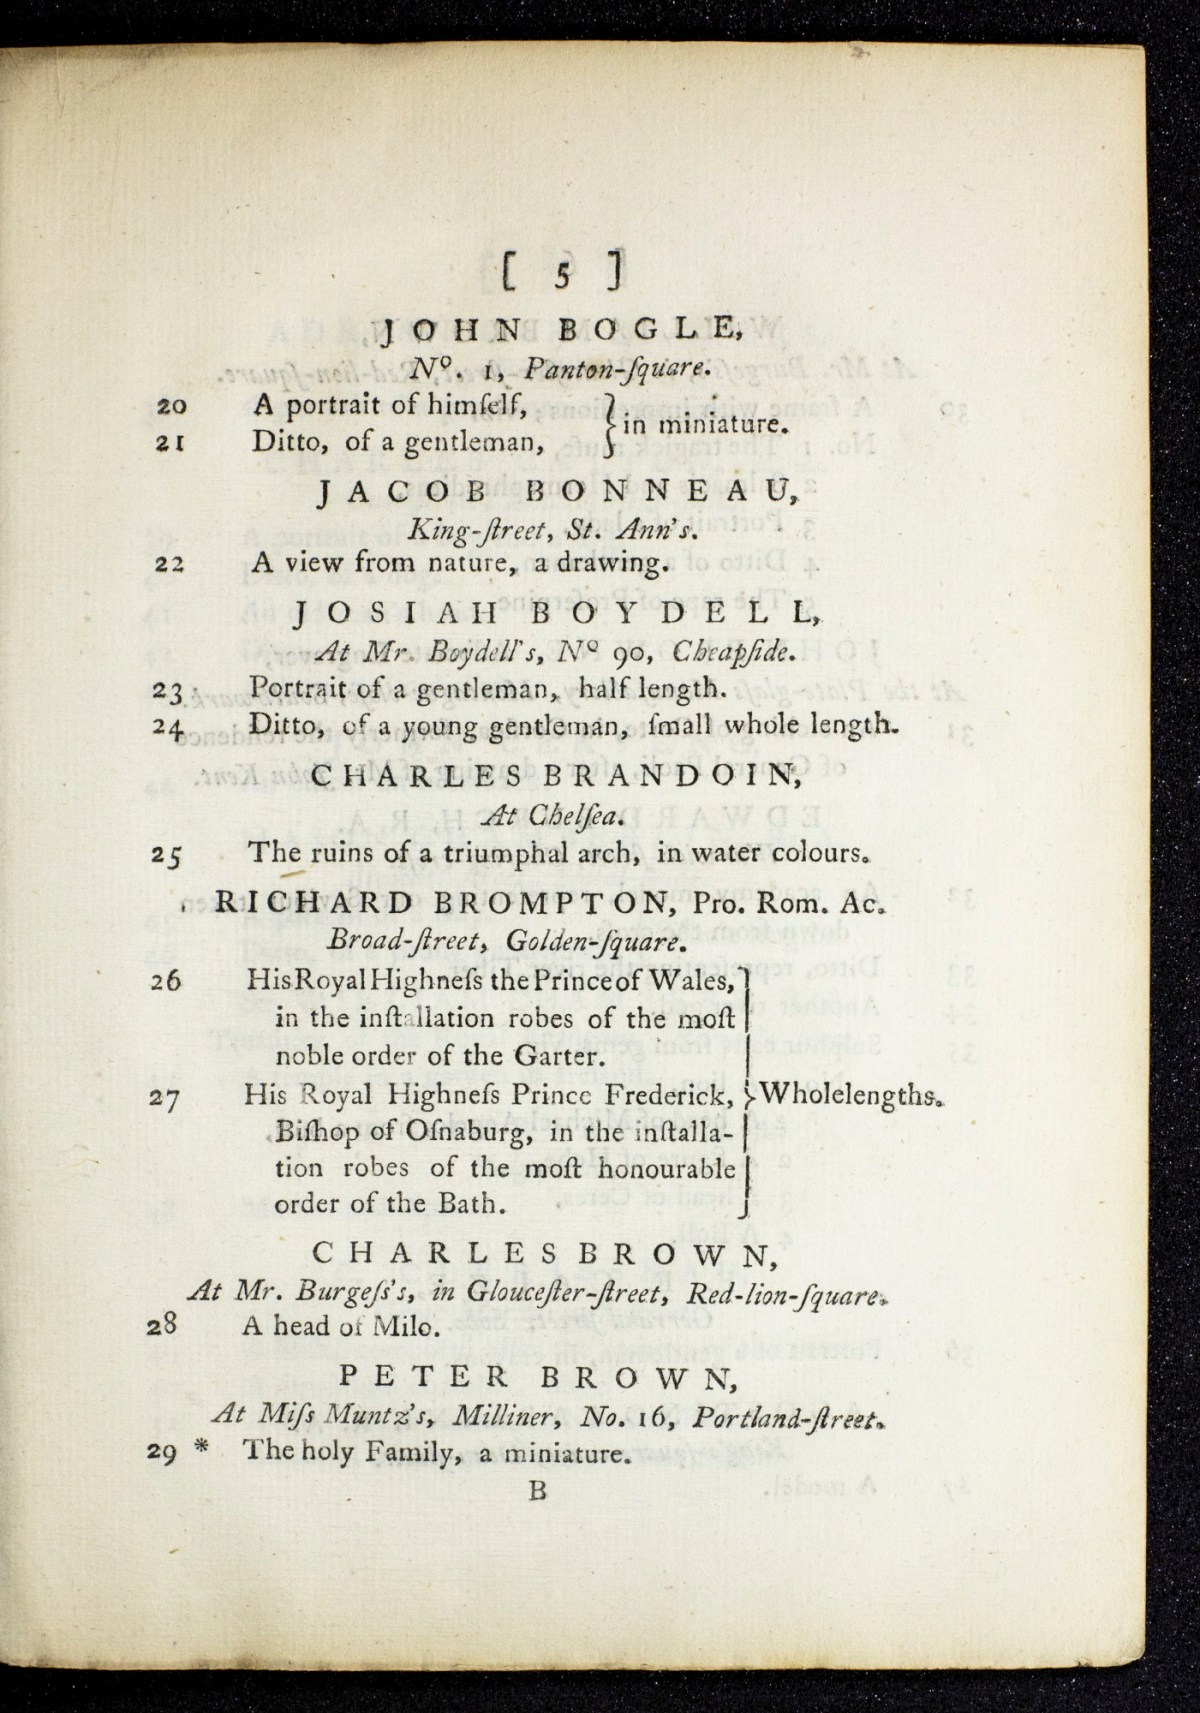 [ 5 ]
JOHN BOGLE,
Nº. 1, Panton-ſquare.
20 A portrait of himſelf,
21 Ditto, of a gentleman, } in miniature.
JACOB BONNEAU,
King-ſtreet, St. Ann's.
22 A view from nature, a drawing.
JOSIAH BOYDELL,
At Mr. Boydell's, Nº 90, Cheapſide.
23 Portrait of a gentleman, half length.
24 Ditto, of a young gentleman, ſmall whole length.
CHARLES BRANDOIN,
At Chelſea.
25 The ruins of a triumphal arch, in water colours.
RICHARD BROMPTON, Pro. Rom. Ac.
Broad-ſtreet, Golden-ſquare.
26 His Royal Highneſs the Prince of Wales,
in the inſtallation robes of the moſt
noble order of the Garter.
27 His Royal Highneſs Prince Frederick, } Wholelengths.
Biſhop of Oſnaburg, in the inſtalla-
tion robes of the moſt honourable
order of the Bath.
CHARLES BROWN,
At Mr. Burgeſs's, in Glouceſter-ſtreet, Red-lion-ſquare.
28 A head of Milo.
PETER BROWN,
At Miſs Muntz's, Milliner, No. 16, Portland-ſtreet.
29 * The holy Family, a miniature.
B